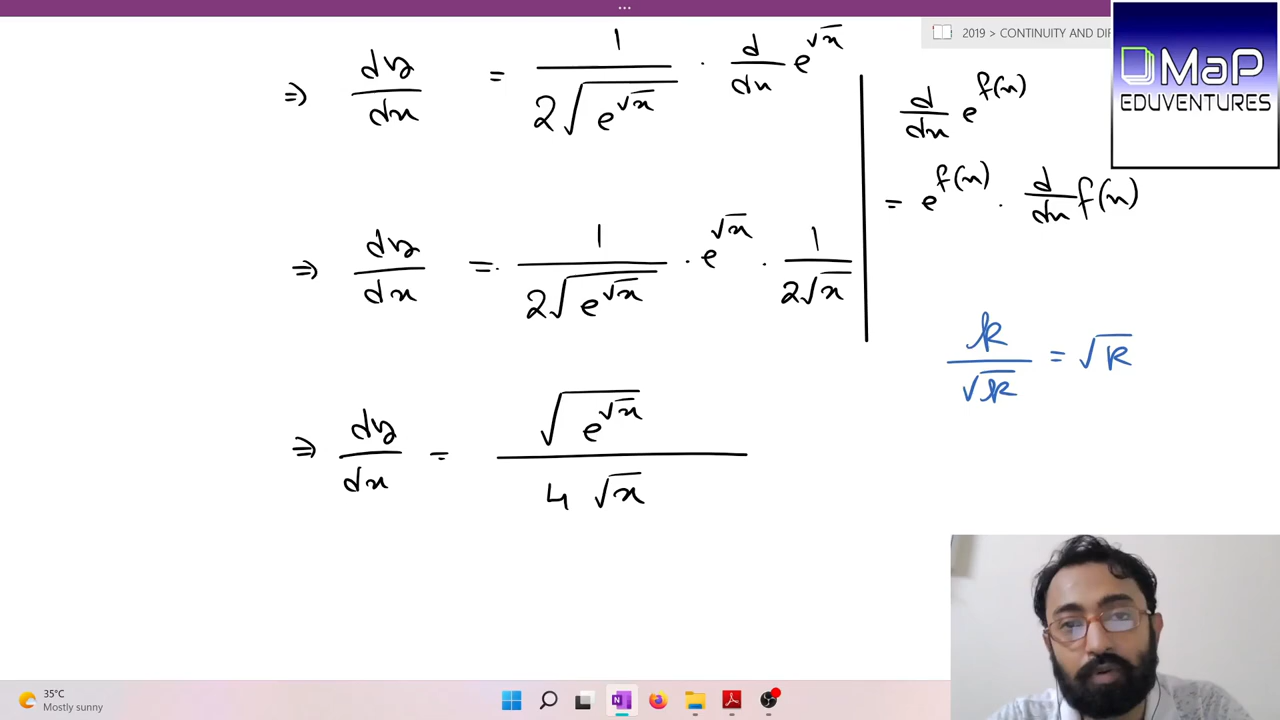 2019 > CONTINUITY AND DI
MaP
EDUVENTURES
⇒ dy/dx = 1/(2√(e^√x)) · d/dx e^√x
d/dx e^f(x)
= e^f(x) · d/dx f(x)
⇒ dy/dx = 1/(2√(e^√x)) · e^√x · 1/(2√x)
k/√k = √k
⇒ dy/dx = √(e^√x)/(4 √x)
35°C
Mostly sunny